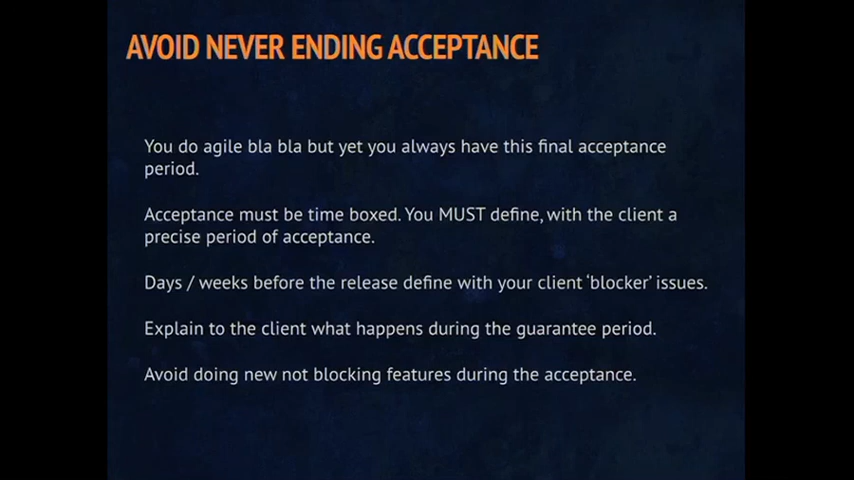 AVOID NEVER ENDING ACCEPTANCE
You do agile bla bla but yet you always have this final acceptance
period.
Acceptance must be time boxed. You MUST define, with the client a
precise period of acceptance.
Days / weeks before the release define with your client ‘blocker’ issues.
Explain to the client what happens during the guarantee period.
Avoid doing new not blocking features during the acceptance.